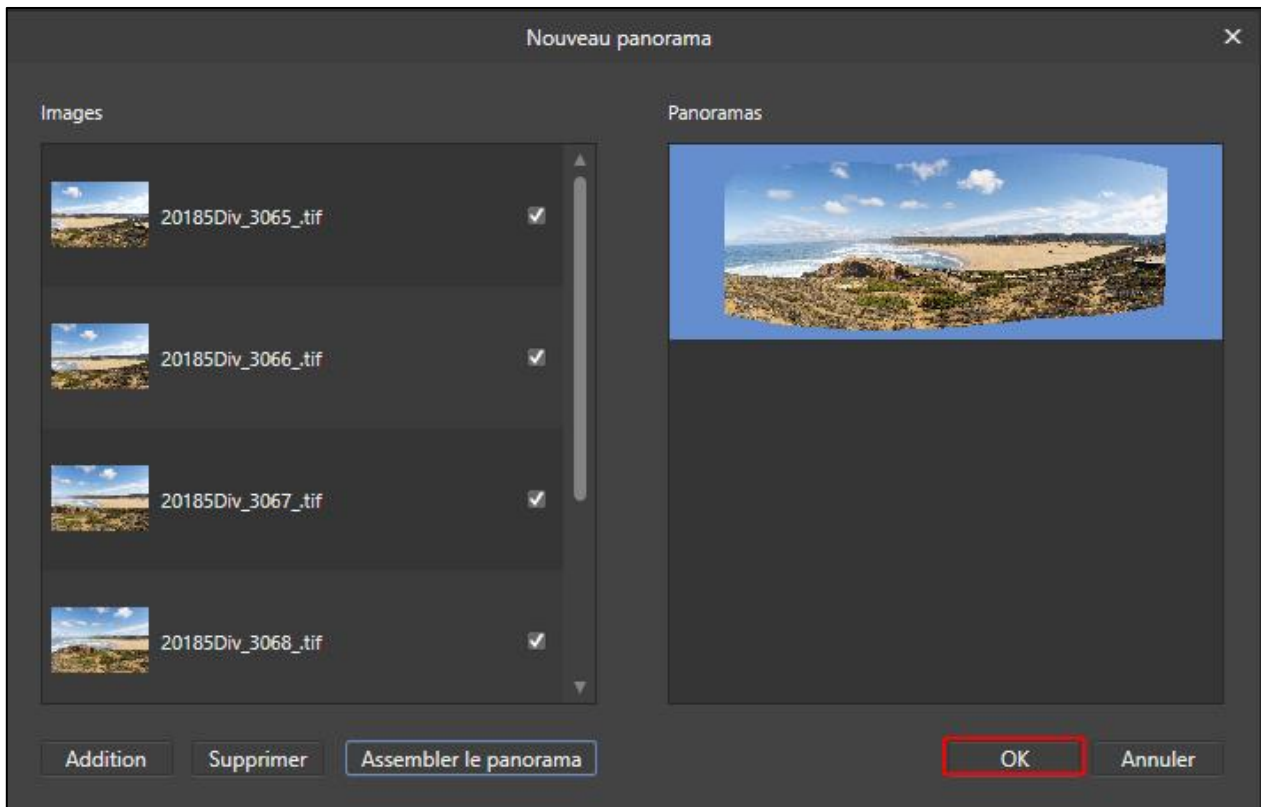 Nouveau panorama
Images
Panoramas
20185Div_3065_.tif
20185Div_3066_.tif
20185Div_3067_.tif
20185Div_3068_.tif
Addition Supprimer Assembler le panorama OK Annuler